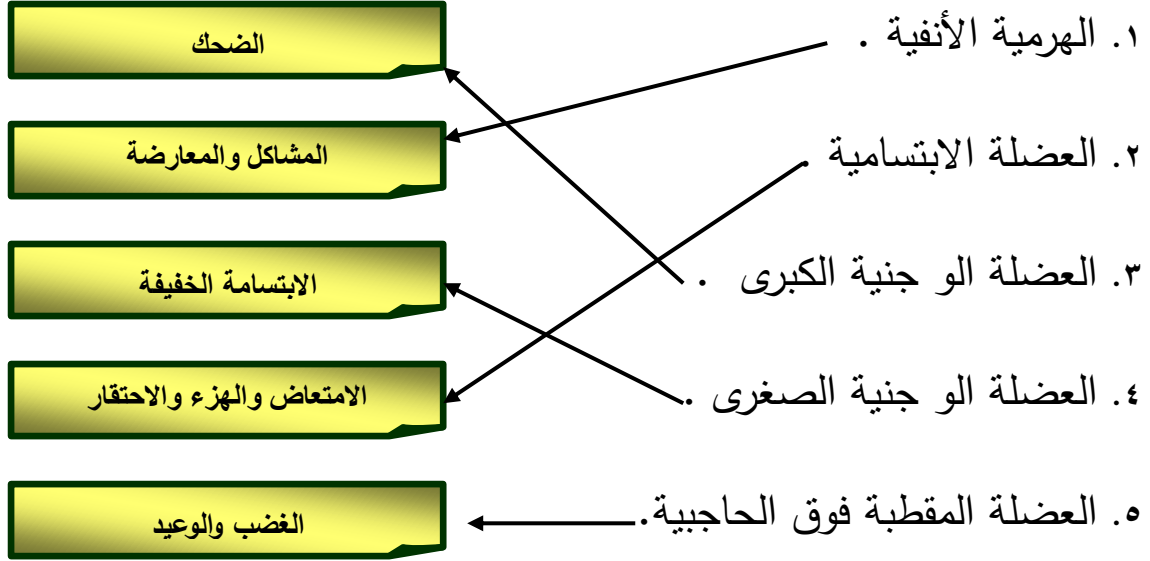 ١. الهرمية الأنفية .
الضحك
٢. العضلة الابتسامية .
المشاكل والمعارضة
٣. العضلة الو جنية الكبرى .
الابتسامة الخفيفة
٤. العضلة الو جنية الصغرى .
الامتعاض والهزء والاحتقار
٥. العضلة المقطبة فوق الحاجبية.
الغضب والوعيد